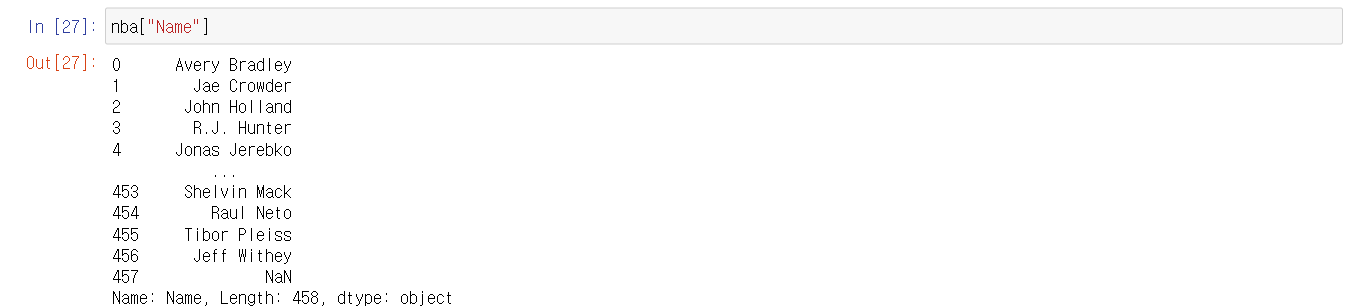 In [27]: nba["Name"]
Out[27]: 0 Avery Bradley
1 Jae Crowder
2 John Holland
3 R.J. Hunter
4 Jonas Jerebko
...
453 Shelvin Mack
454 Raul Neto
455 Tibor Pleiss
456 Jeff Withey
457 NaN
Name: Name, Length: 458, dtype: object